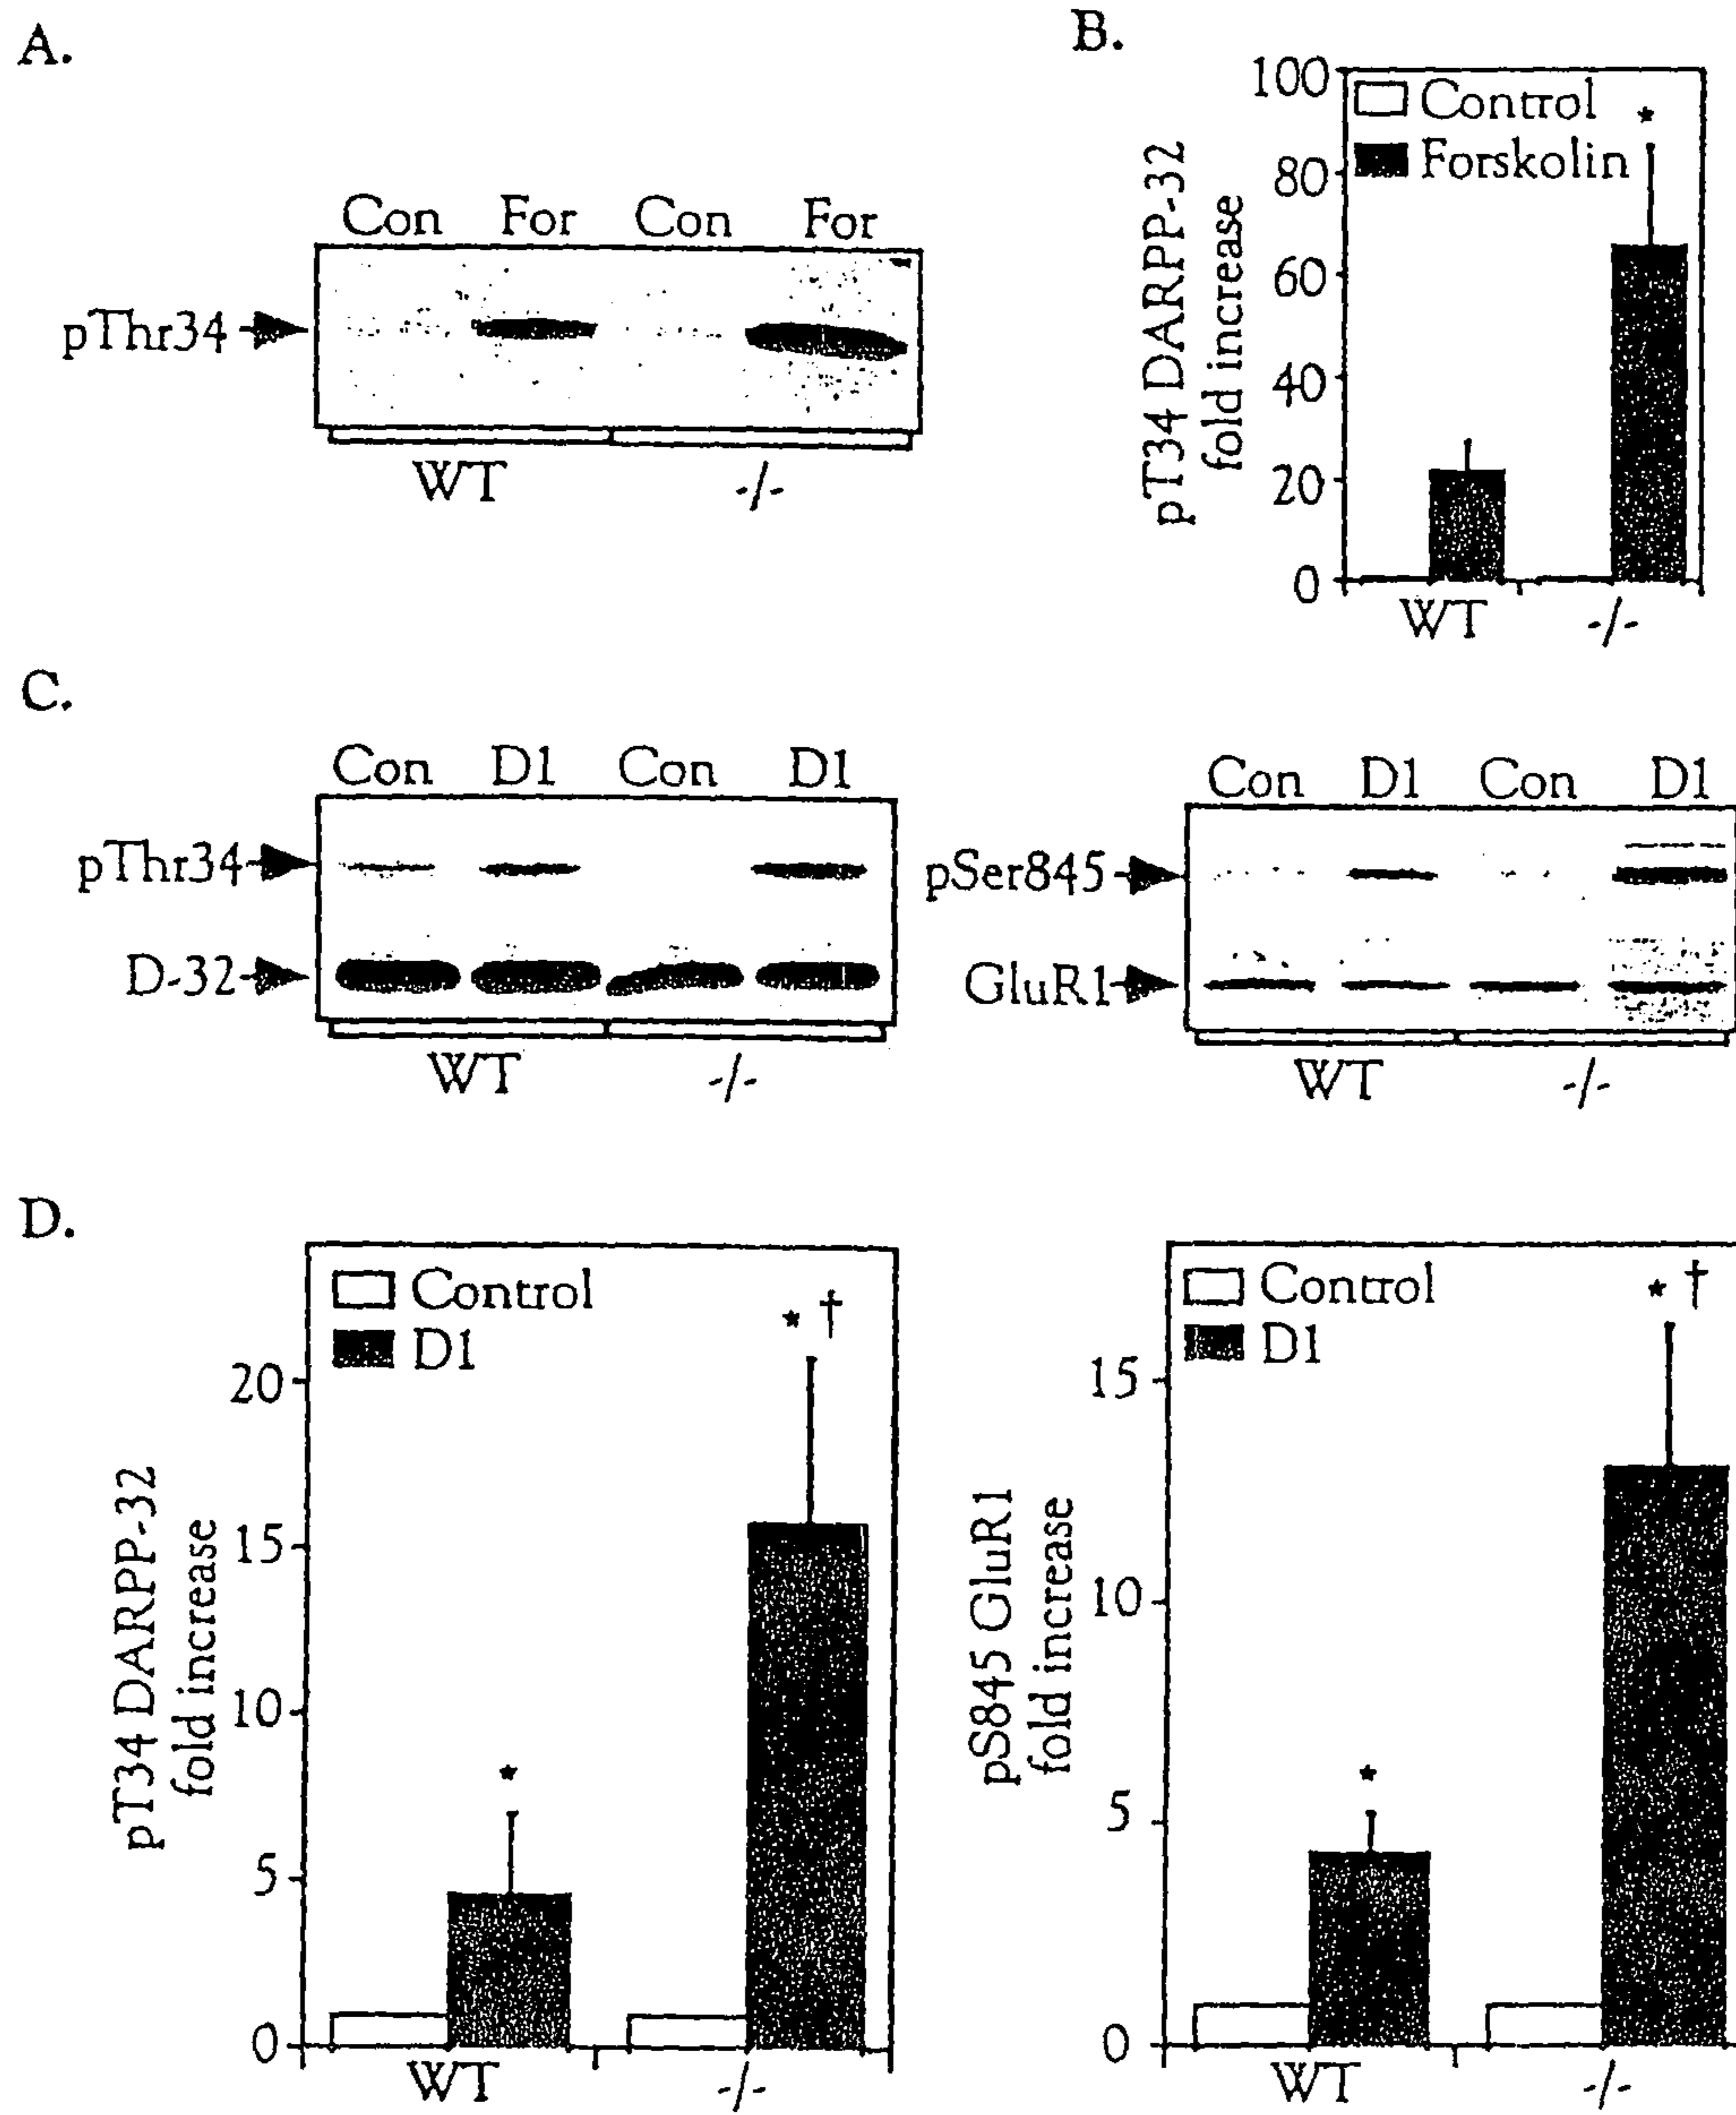 A.
Con For Con For
pThr34
WT -/-
B.
100
80
60
40
20
0
pT34 DARPP-32
fold increase
Control
Forskolin
*
WT -/-
C.
Con D1 Con D1
pThr34
D-32
WT -/-
Con D1 Con D1
pSer845
GluR1
WT -/-
D.
Control
D1
20
15
10
5
0
pT34 DARPP-32
fold increase
*
* †
WT -/-
Control
D1
15
10
5
0
pS845 GluR1
fold increase
*
* †
WT -/-